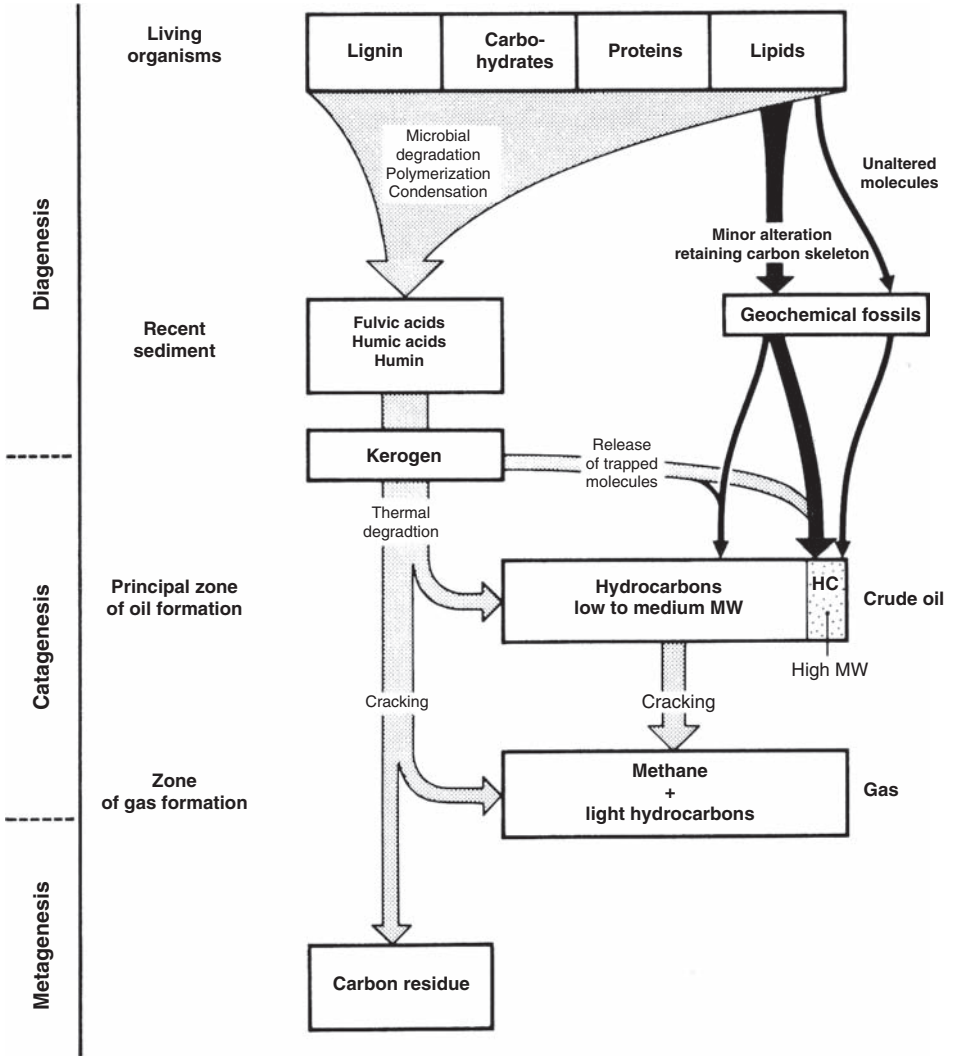 Living
organisms
Lignin
Carbo-
hydrates
Proteins
Lipids
Microbial
degradation
Polymerization
Condensation
Unaltered
molecules
Minor alteration
retaining carbon skeleton
Diagenesis
Recent
sediment
Fulvic acids
Humic acids
Humin
Geochemical fossils
Kerogen
Release
of trapped
molecules
Thermal
degradtion
Catagenesis
Principal zone
of oil formation
Hydrocarbons
low to medium MW
HC
Crude oil
High MW
Cracking
Cracking
Zone
of gas formation
Methane
+
light hydrocarbons
Gas
Metagenesis
Carbon residue